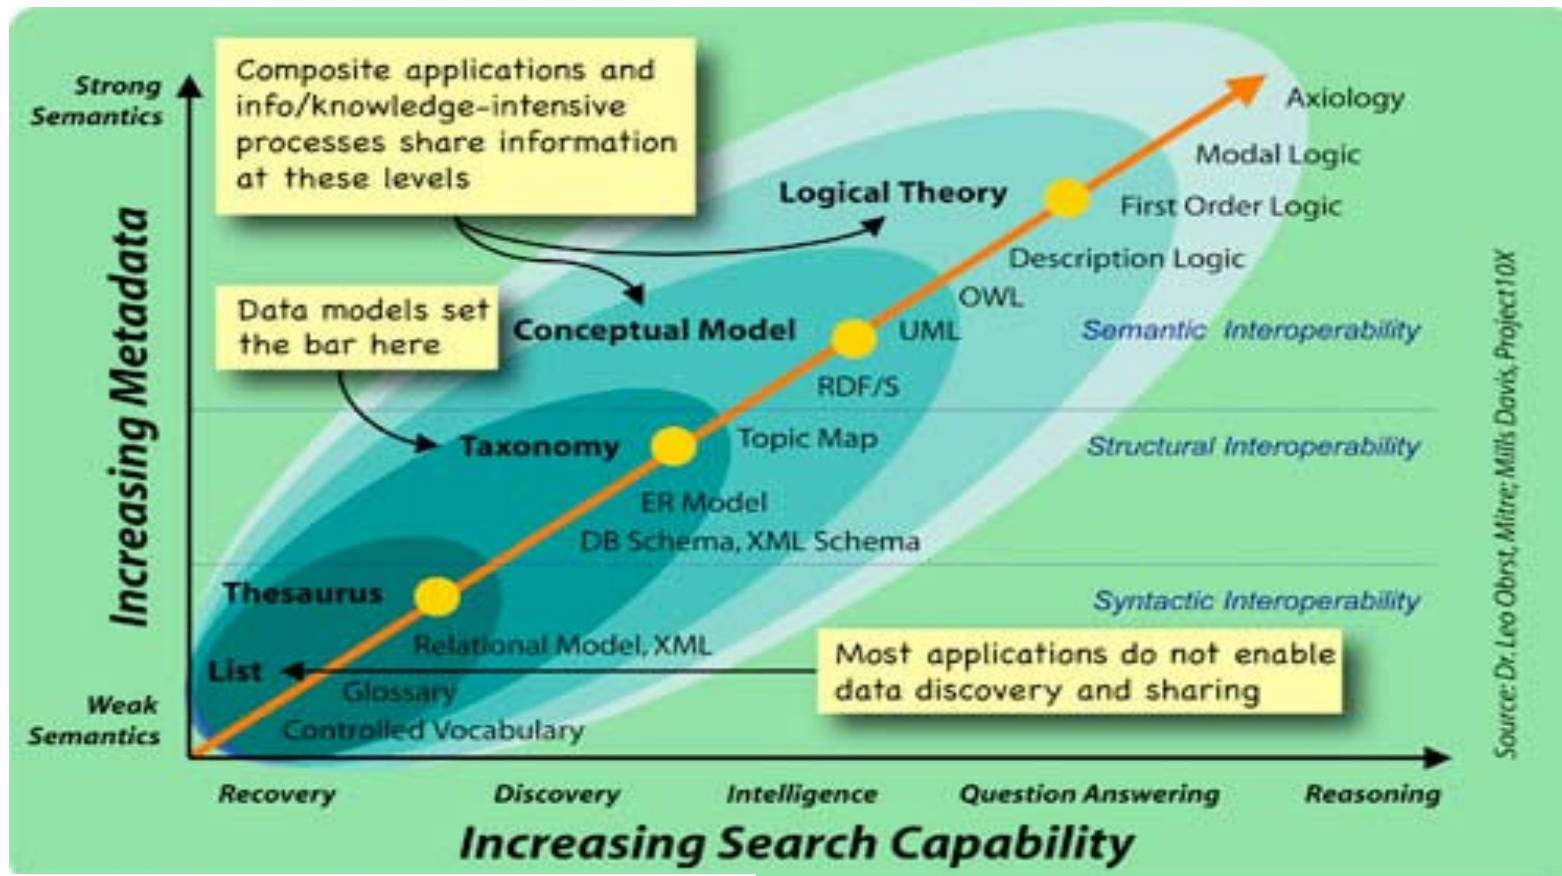 Composite applications and
info/knowledge-intensive
processes share information
at these levels
Strong
Semantics
Axiology
Modal Logic
Logical Theory
First Order Logic
Description Logic
OWL
Data models set
the bar here
Conceptual Model
UML
Semantic Interoperability
RDF/S
Taxonomy
Topic Map
Structural Interoperability
ER Model
DB Schema, XML Schema
Thesaurus
Syntactic Interoperability
Relational Model, XML
List
Most applications do not enable
data discovery and sharing
Glossary
Controlled Vocabulary
Weak
Semantics
Increasing Metadata
Recovery
Discovery
Intelligence
Question Answering
Reasoning
Increasing Search Capability
Source: Dr. Leo Obrst, Mitre; Mills Davis, Project10X